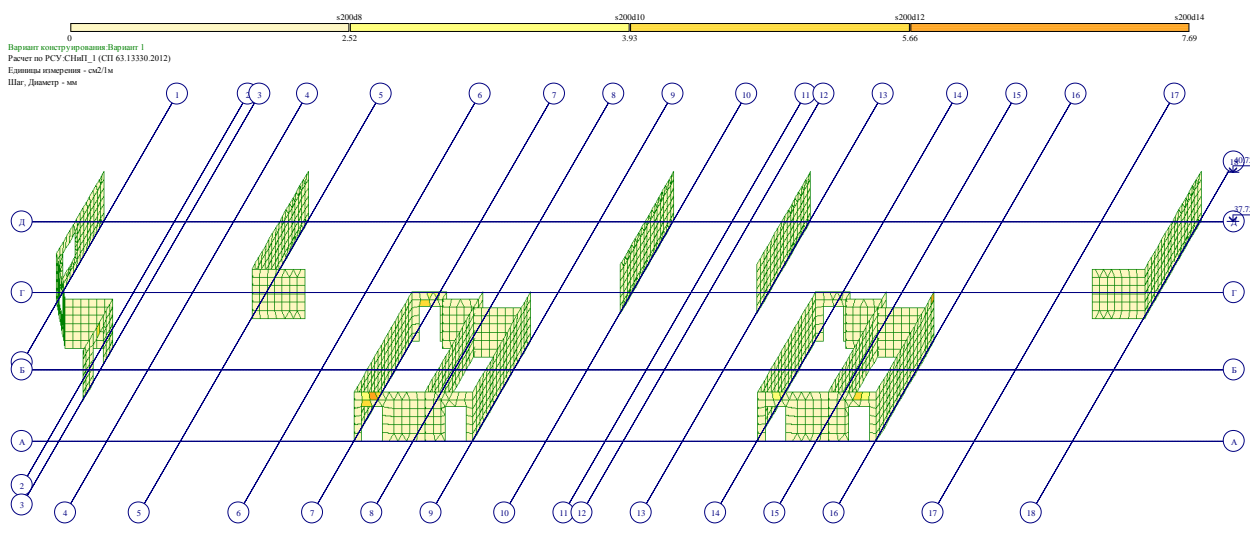 s200d8 s200d10 s200d12 s200d14
0 2.52 3.93 5.66 7.69
Вариант конструирования:Вариант 1
Расчет по РСУ:СНиП_1 (СП 63.13330.2012)
Единицы измерения - см2/1м
Шаг, Диаметр - мм
1 2 3 4 5 6 7 8 9 10 11 12 13 14 15 16 17
Д
Г Г
Б Б
А А
2
3
4 5 6 7 8 9 10 11 12 13 14 15 16 17 18